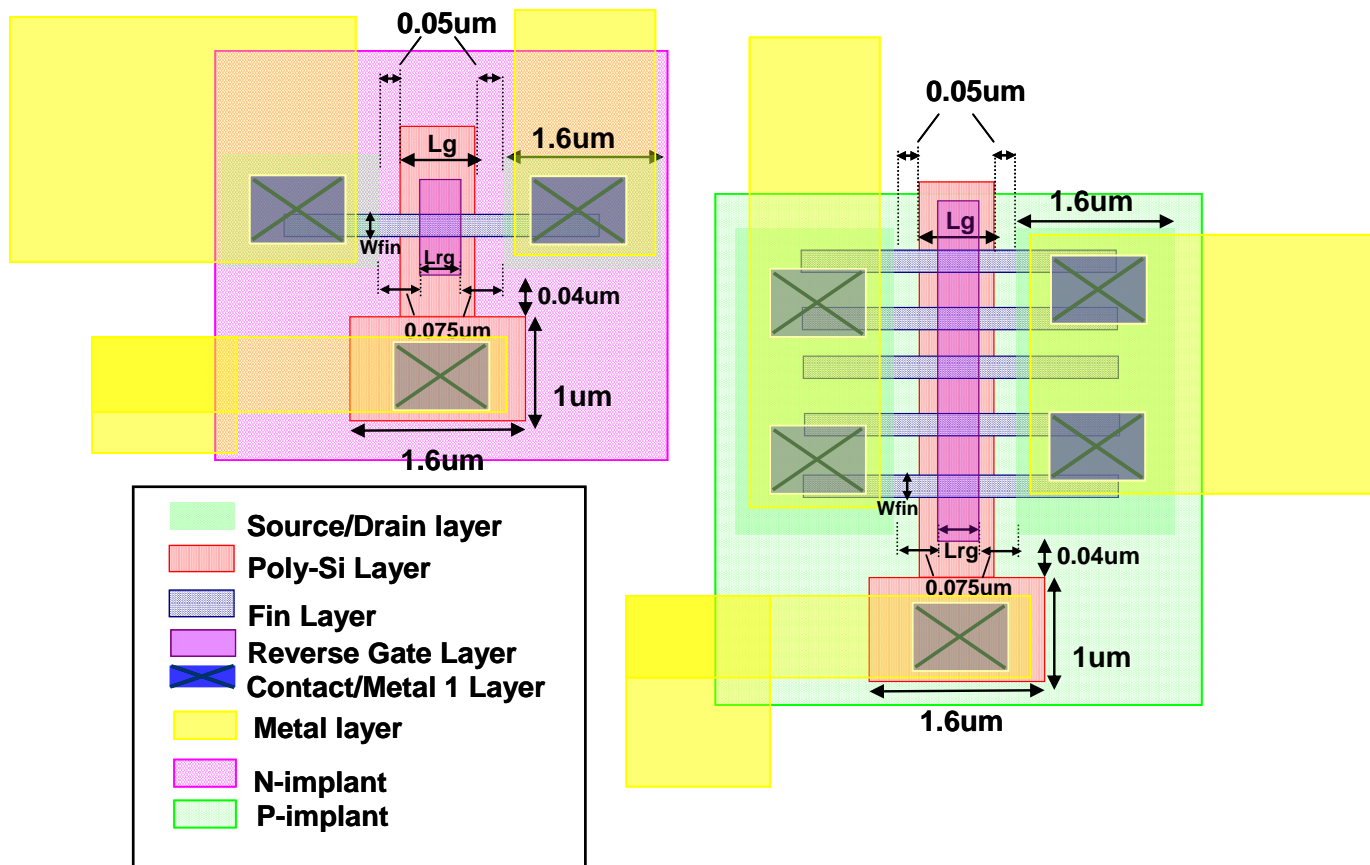 0.05um
Lg
1.6um
Wfin
Lrg
0.04um
0.075um
1um
1.6um
0.05um
1.6um
Lg
Wfin
Lrg
0.04um
0.075um
1um
1.6um
Source/Drain layer
Poly-Si Layer
Fin Layer
Reverse Gate Layer
Contact/Metal 1 Layer
Metal layer
N-implant
P-implant